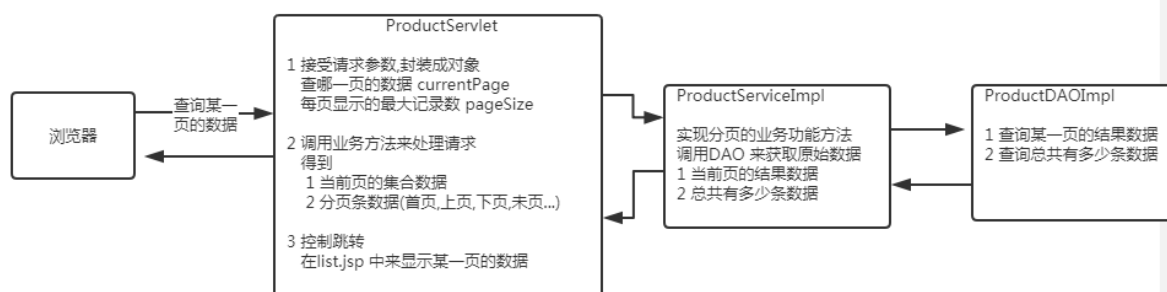 浏览器
查询某一
页的数据
ProductServlet
1 接受请求参数,封装成对象
查哪一页的数据 currentPage
每页显示的最大记录数 pageSize
2 调用业务方法来处理请求
得到
1 当前页的集合数据
2 分页条数据(首页,上页,下页,未页...)
3 控制跳转
在list.jsp 中来显示某一页的数据
ProductServiceImpl
实现分页的业务功能方法
调用DAO 来获取原始数据
1 当前页的结果数据
2 总共有多少条数据
ProductDAOImpl
1 查询某一页的结果数据
2 查询总共有多少条数据